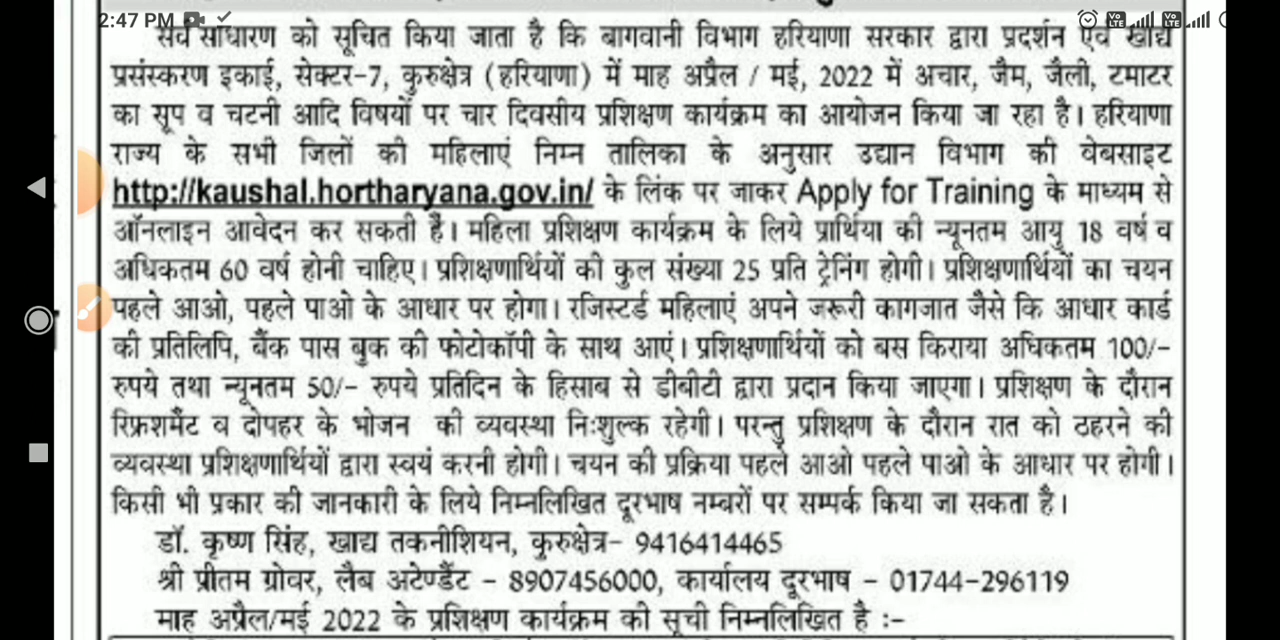 2:47 PM
सर्व साधारण को सूचित किया जाता है कि बागवानी विभाग हरियाणा सरकार द्वारा प्रदर्शन एवं खाद्य
प्रसंस्करण इकाई, सेक्टर-7, कुरुक्षेत्र (हरियाणा) में माह अप्रैल / मई, 2022 में अचार, जैम, जैली, टमाटर
का सूप व चटनी आदि विषयों पर चार दिवसीय प्रशिक्षण कार्यक्रम का आयोजन किया जा रहा है। हरियाणा
राज्य के सभी जिलों की महिलाएं निम्न तालिका के अनुसार उद्यान विभाग की वेबसाइट
http://kaushal.hortharyana.gov.in/ के लिंक पर जाकर Apply for Training के माध्यम से
ऑनलाइन आवेदन कर सकती हैं। महिला प्रशिक्षण कार्यक्रम के लिये प्रार्थिया की न्यूनतम आयु 18 वर्ष व
अधिकतम 60 वर्ष होनी चाहिए। प्रशिक्षणार्थियों की कुल संख्या 25 प्रति ट्रेनिंग होगी। प्रशिक्षणार्थियों का चयन
पहले आओ, पहले पाओ के आधार पर होगा। रजिस्टर्ड महिलाएं अपने जरूरी कागजात जैसे कि आधार कार्ड
की प्रतिलिपि, बैंक पास बुक की फोटोकॉपी के साथ आएं। प्रशिक्षणार्थियों को बस किराया अधिकतम 100/-
रुपये तथा न्यूनतम 50/- रुपये प्रतिदिन के हिसाब से डीबीटी द्वारा प्रदान किया जाएगा। प्रशिक्षण के दौरान
रिफ्रशमैंट व दोपहर के भोजन की व्यवस्था निःशुल्क रहेगी। परन्तु प्रशिक्षण के दौरान रात को ठहरने की
व्यवस्था प्रशिक्षणार्थियों द्वारा स्वयं करनी होगी। चयन की प्रक्रिया पहले आओ पहले पाओ के आधार पर होगी।
किसी भी प्रकार की जानकारी के लिये निम्नलिखित दूरभाष नम्बरों पर सम्पर्क किया जा सकता है।
डॉ. कृष्ण सिंह, खाद्य तकनीशियन, कुरुक्षेत्र- 9416414465
श्री प्रीतम ग्रोवर, लैब अटेण्डैंट - 8907456000, कार्यालय दूरभाष - 01744-296119
माह अप्रैल/मई 2022 के प्रशिक्षण कार्यक्रम की सूची निम्नलिखित है :-